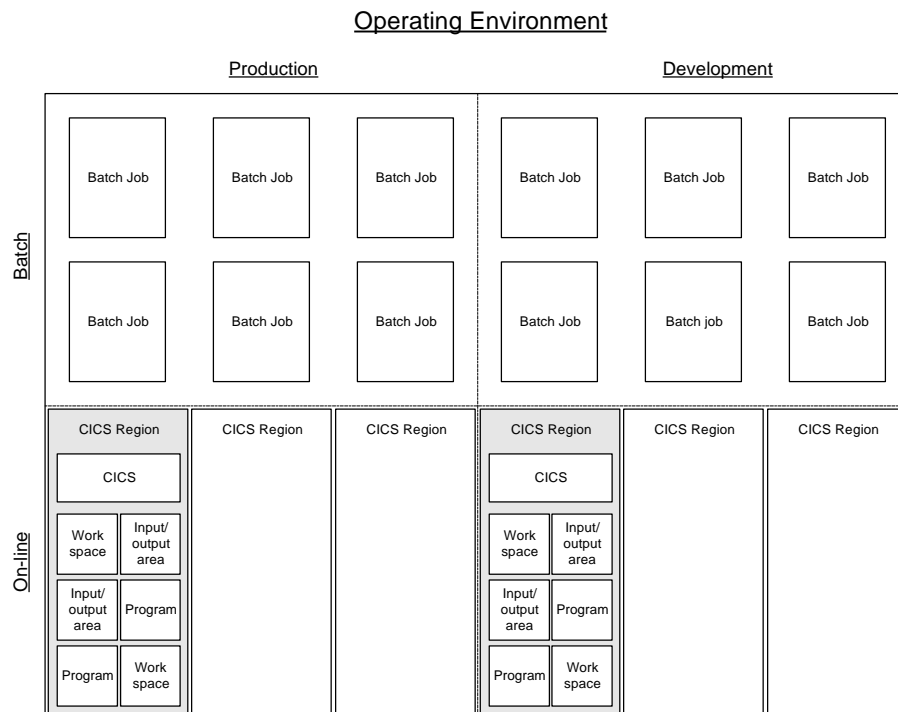 Operating Environment
Production
Development
Batch
Batch Job
Batch Job
Batch Job
Batch Job
Batch Job
Batch Job
Batch Job
Batch Job
Batch Job
Batch Job
Batch job
Batch Job
On-line
CICS Region
CICS Region
CICS Region
CICS Region
CICS Region
CICS Region
CICS
CICS
Work
space
Input/
output
area
Work
space
Input/
output
area
Input/
output
area
Program
Input/
output
area
Program
Program
Work
space
Program
Work
space